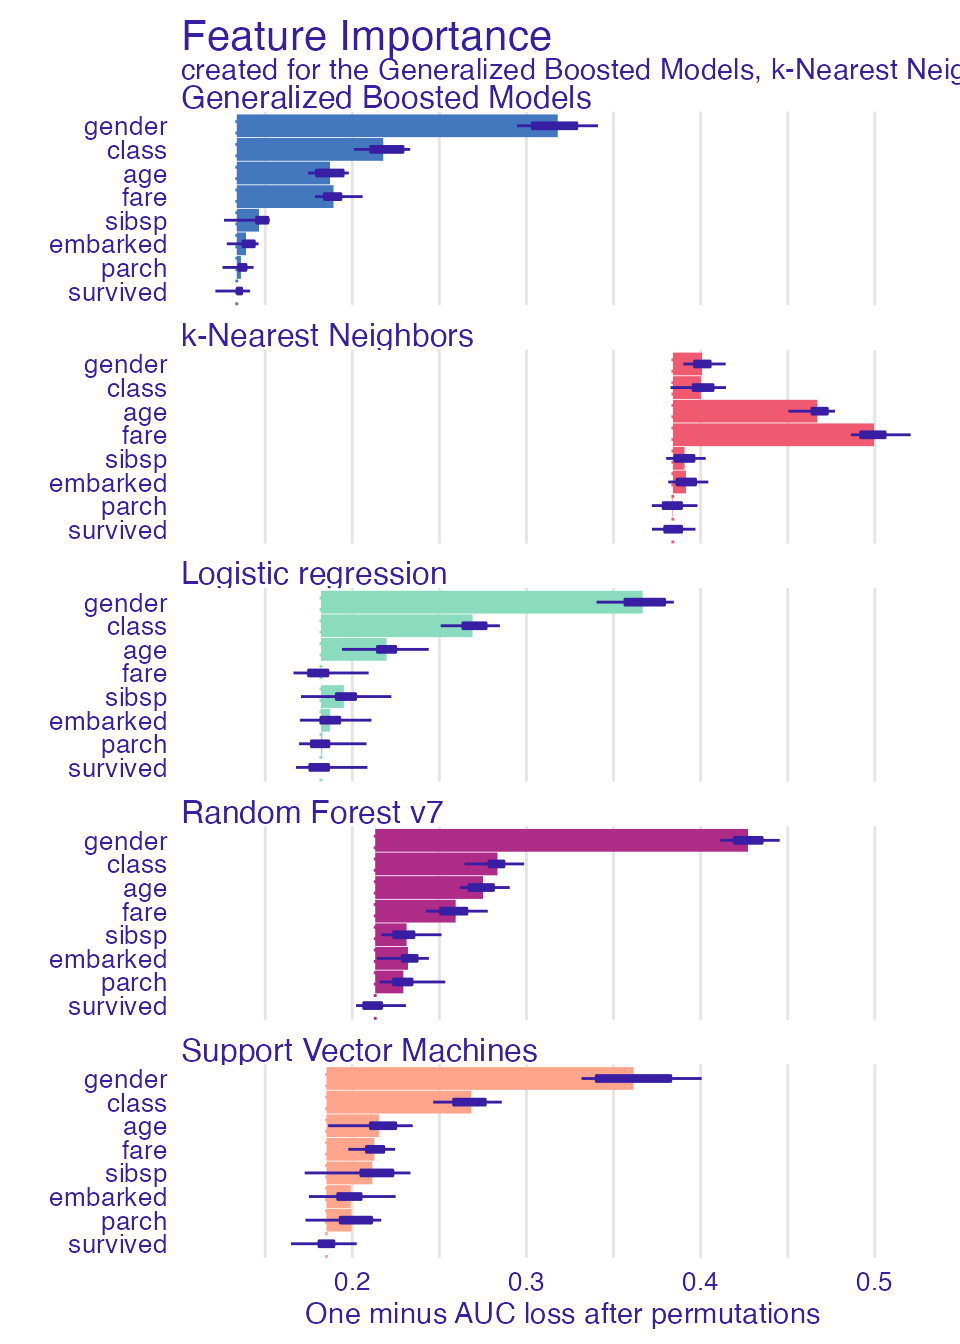 Feature Importance
created for the Generalized Boosted Models, k-Nearest Neig
Generalized Boosted Models
gender
class
age
fare
sibsp
embarked
parch
survived
k-Nearest Neighbors
gender
class
age
fare
sibsp
embarked
parch
survived
Logistic regression
gender
class
age
fare
sibsp
embarked
parch
survived
Random Forest v7
gender
class
age
fare
sibsp
embarked
parch
survived
Support Vector Machines
gender
class
age
fare
sibsp
embarked
parch
survived
0.2 0.3 0.4 0.5
One minus AUC loss after permutations